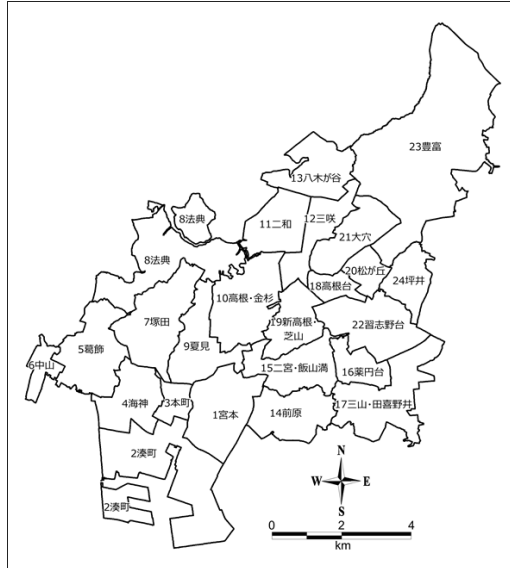 23豊富
13八木が谷
8法典
11二和
12三咲
21大穴
8法典
20松が丘
24坪井
18高根台
10高根・金杉
7塚田
19新高根・
芝山
22習志野台
5葛飾
9夏見
6中山
15二宮・飯山満
16薬円台
4海神
3本町
1宮本
14前原
17三山・田喜野井
2湊町
2湊町
N
W
E
S
0
2
4
km